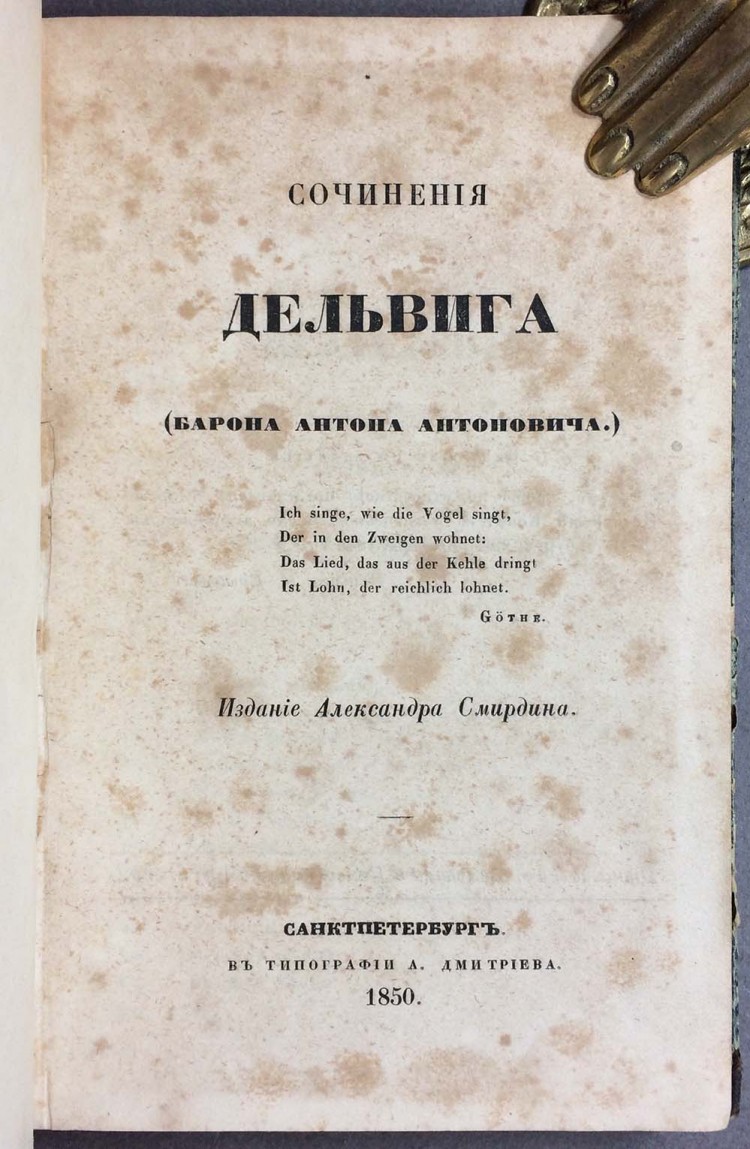 СОЧИНЕНІЯ
ДЕЛЬВИГА
(БАРОНА АНТОНА АНТОНОВИЧА.)
Ich singe, wie die Vogel singt,
Der in den Zweigen wohnet:
Das Lied, das aus der Kehle dringt
Ist Lohn, der reichlich lohnet.
GÖTHE.
Изданіе Александра Смирдина.
САНКТПЕТЕРБУРГЪ.
ВЪ ТИПОГРАФІИ А. ДМИТРІЕВА.
1850.